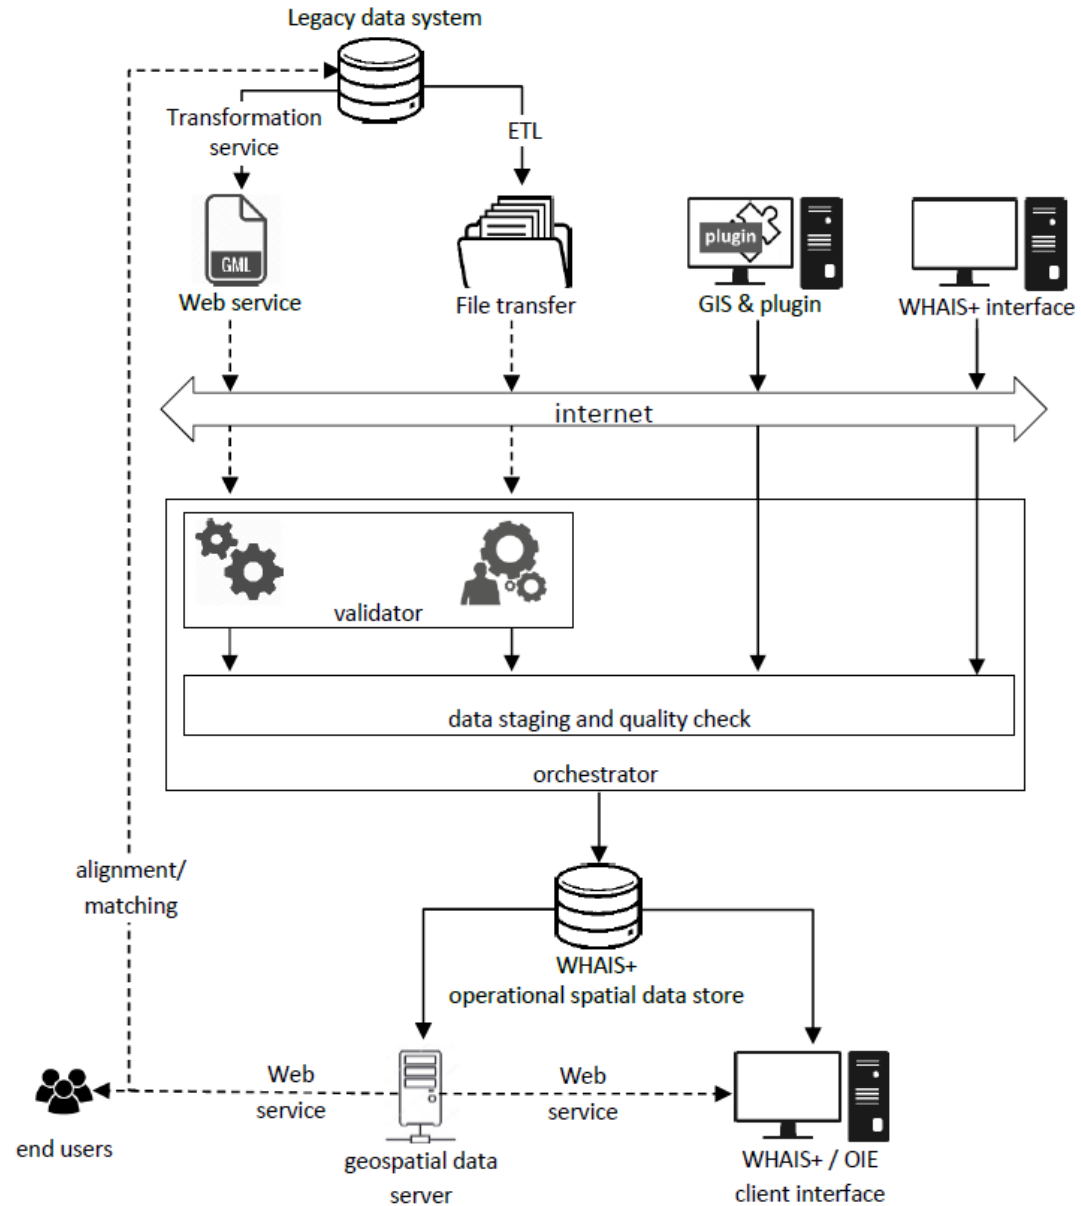 Legacy data system
Transformation
service
ETL
GML
plugin
Web service
File transfer
GIS & plugin
WHAIS+ interface
internet
validator
data staging and quality check
orchestrator
alignment/
matching
WHAIS+
operational spatial data store
Web
service
Web
service
end users
geospatial data
server
WHAIS+ / OIE
client interface